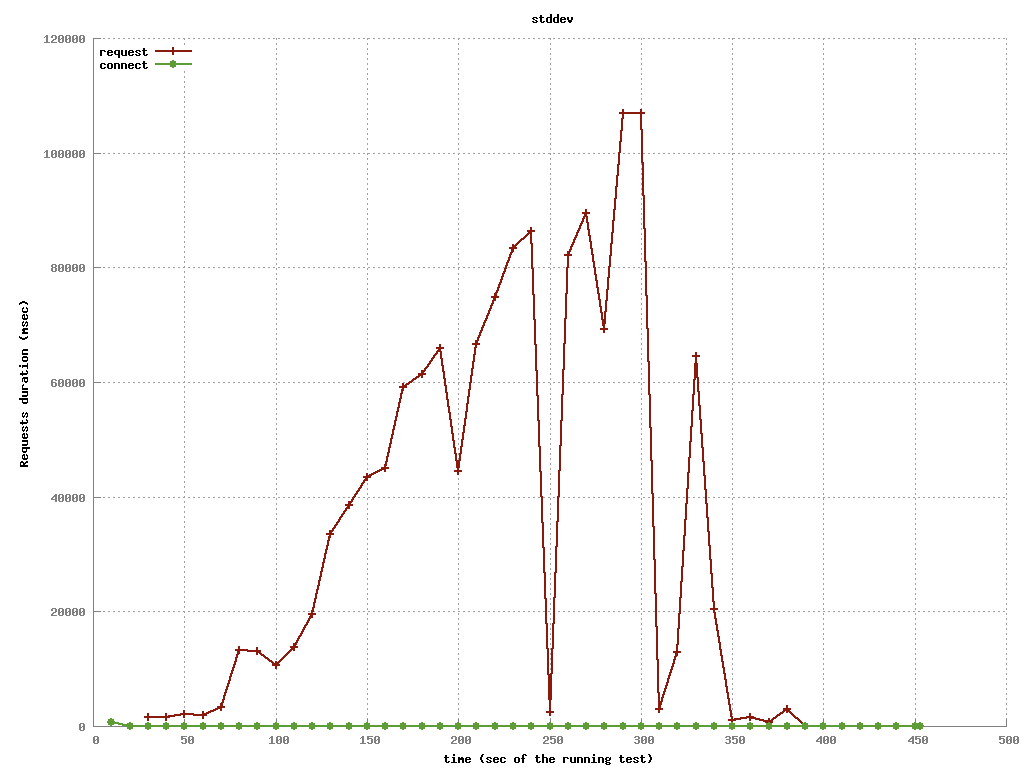 stddev
120000
request
connect
100000
80000
Requests duration (msec)
60000
40000
20000
0
0 50 100 150 200 250 300 350 400 450 500
time (sec of the running test)